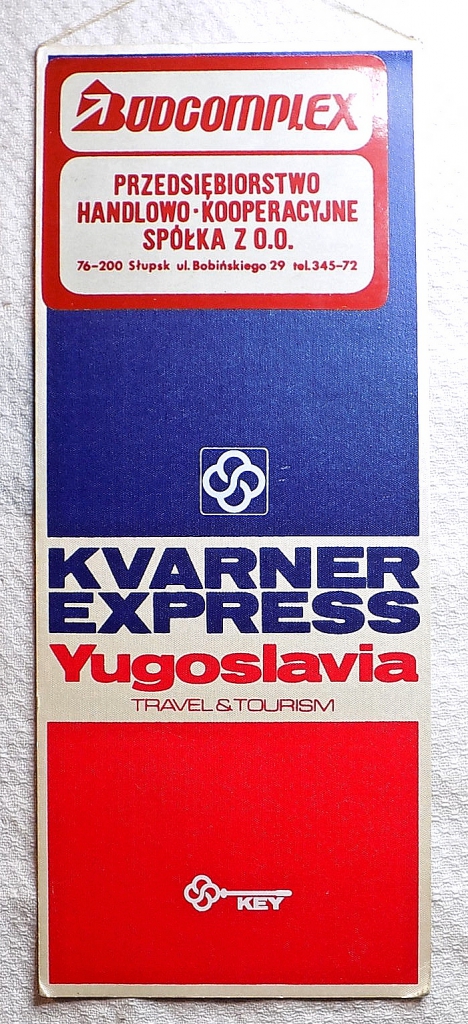 BUDCOMPLEX
PRZEDSIĘBIORSTWO
HANDLOWO-KOOPERACYJNE
SPÓŁKA Z O.O.
76-200 Słupsk ul. Bobińskiego 29 tel. 345-72
KVARNER
EXPRESS
Yugoslavia
TRAVEL & TOURISM
KEY